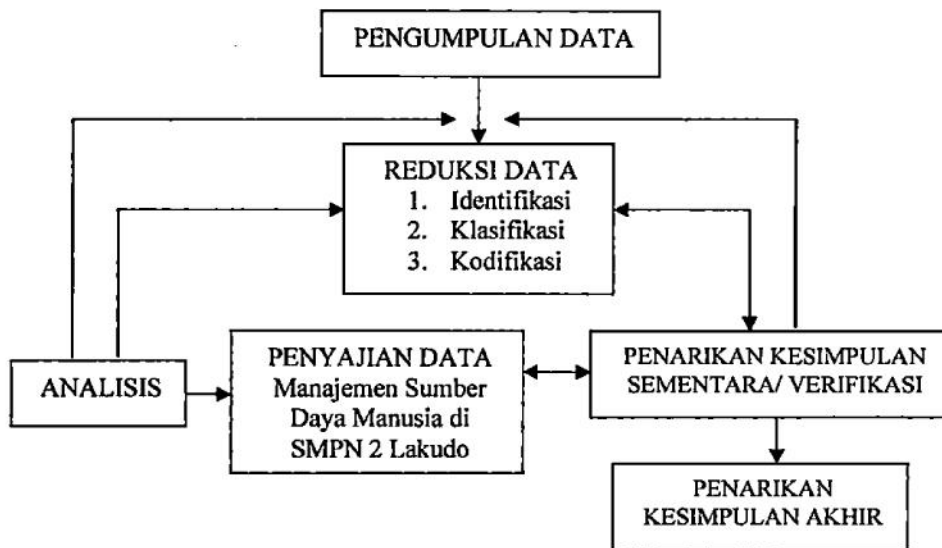 PENGUMPULAN DATA
REDUKSI DATA
1. Identifikasi
2. Klasifikasi
3. Kodifikasi
ANALISIS
PENYAJIAN DATA
Manajemen Sumber
Daya Manusia di
SMPN 2 Lakudo
PENARIKAN KESIMPULAN
SEMENTARA/ VERIFIKASI
PENARIKAN
KESIMPULAN AKHIR